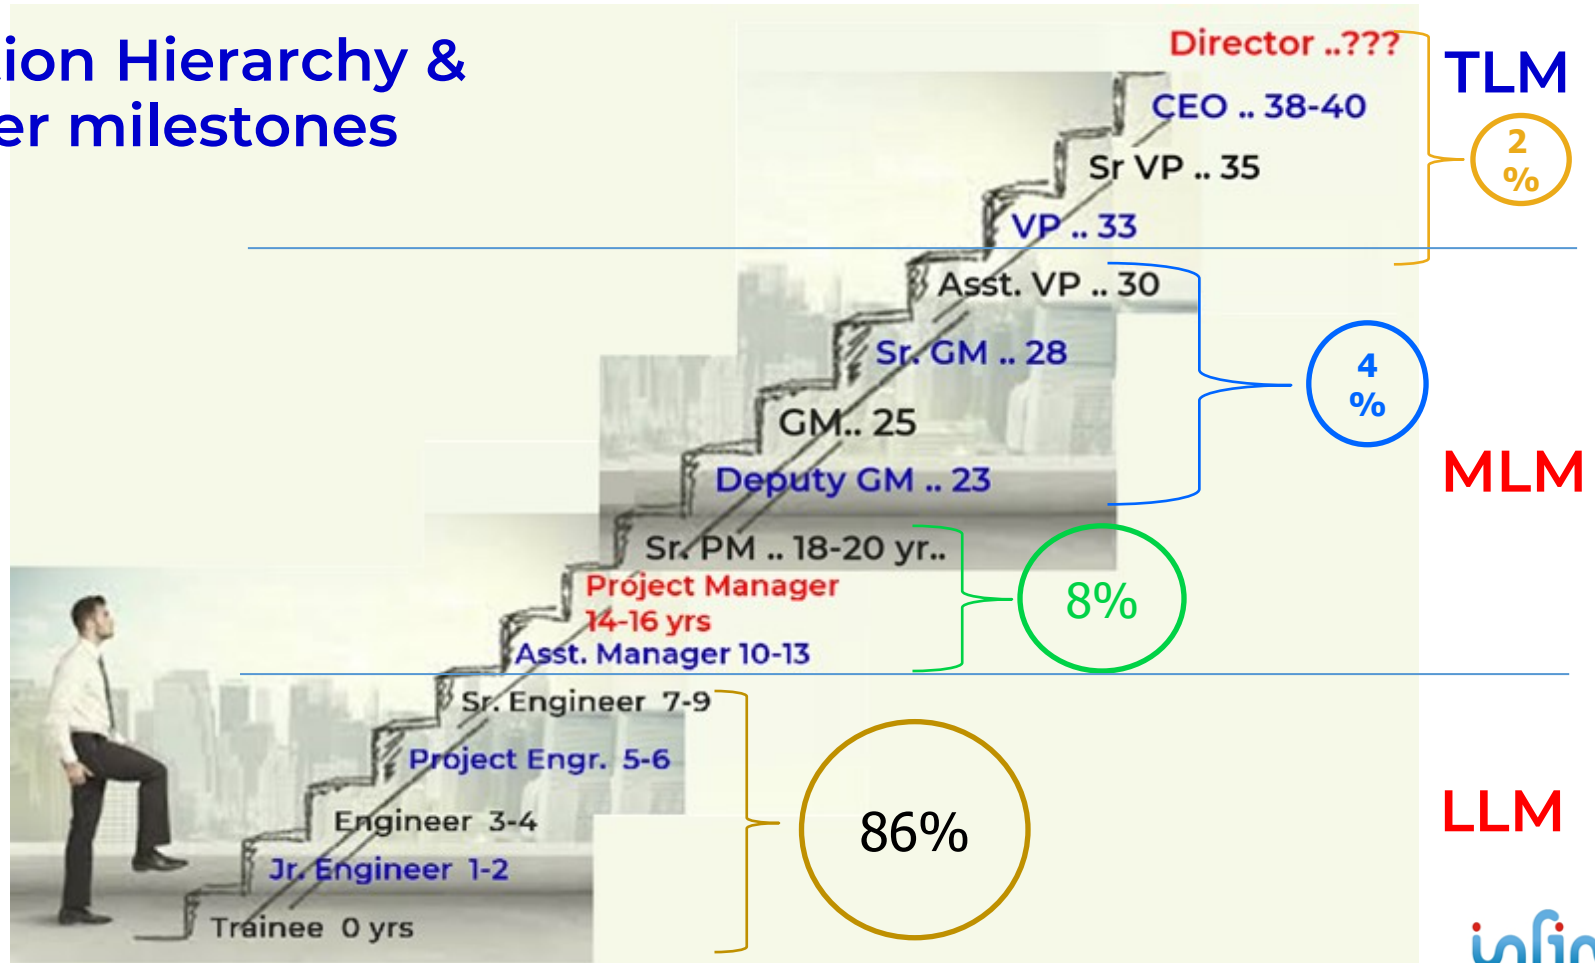 tion Hierarchy &
er milestones
Director ..???
TLM
CEO .. 38-40
2
%
Sr VP .. 35
VP .. 33
Asst. VP .. 30
Sr. GM .. 28
4
%
GM.. 25
MLM
Deputy GM .. 23
Sr. PM .. 18-20 yr..
Project Manager
14-16 yrs
8%
Asst. Manager 10-13
Sr. Engineer 7-9
Project Engr. 5-6
LLM
Engineer 3-4
86%
Jr. Engineer 1-2
Trainee 0 yrs